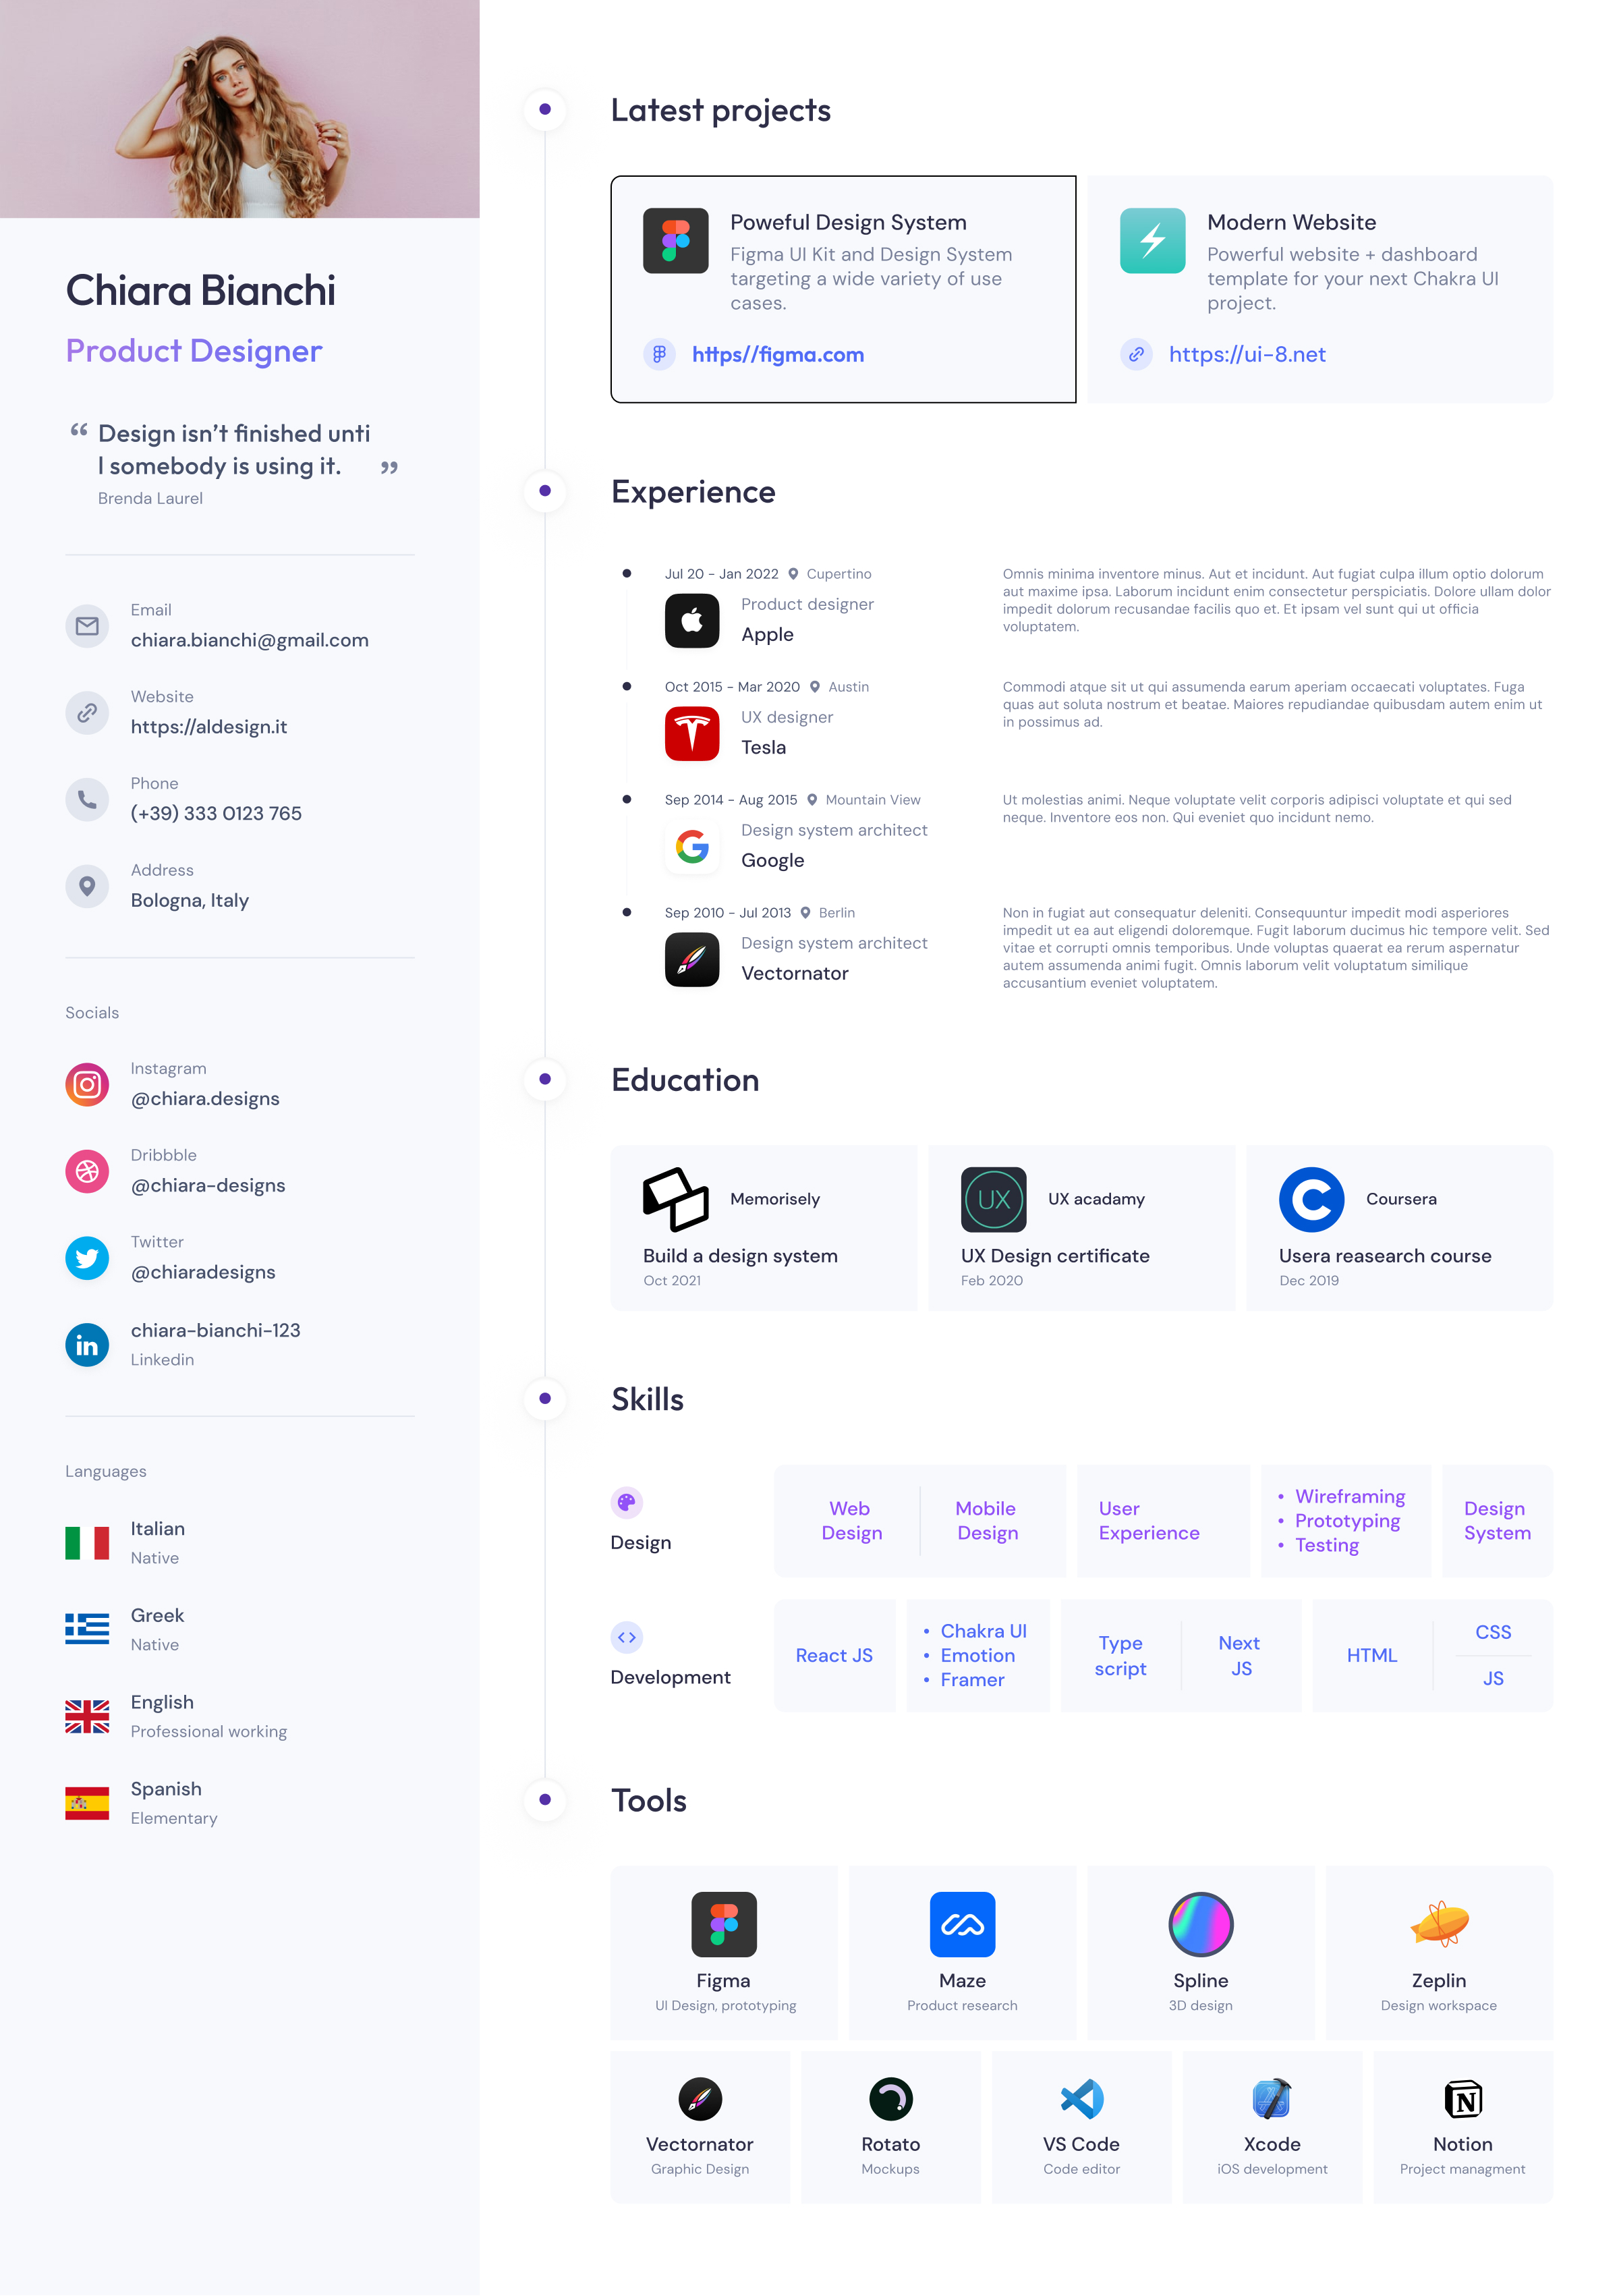 Chiara Bianchi
Product Designer
“ Design isn’t finished unti
l somebody is using it. ”
Brenda Laurel
Email
chiara.bianchi@gmail.com
Website
https://aldesign.it
Phone
(+39) 333 0123 765
Address
Bologna, Italy
Socials
Instagram
@chiara.designs
Dribbble
@chiara-designs
Twitter
@chiaradesigns
in
chiara-bianchi-123
Linkedin
Languages
Italian
Native
Greek
Native
English
Professional working
Spanish
Elementary
Latest projects
Poweful Design System
Figma UI Kit and Design System
targeting a wide variety of use
cases.
https//figma.com
Modern Website
Powerful website + dashboard
template for your next Chakra UI
project.
https://ui-8.net
Experience
Jul 20 - Jan 2022 Cupertino
Product designer
Apple
Omnis minima inventore minus. Aut et incidunt. Aut fugiat culpa illum optio dolorum
aut maxime ipsa. Laborum incidunt enim consectetur perspiciatis. Dolore ullam dolor
impedit dolorum recusandae facilis quo et. Et ipsam vel sunt qui ut officia
voluptatem.
Oct 2015 - Mar 2020 Austin
UX designer
Tesla
Commodi atque sit ut qui assumenda earum aperiam occaecati voluptates. Fuga
quas aut soluta nostrum et beatae. Maiores repudiandae quibusdam autem enim ut
in possimus ad.
Sep 2014 - Aug 2015 Mountain View
Design system architect
Google
Ut molestias animi. Neque voluptate velit corporis adipisci voluptate et qui sed
neque. Inventore eos non. Qui eveniet quo incidunt nemo.
Sep 2010 - Jul 2013 Berlin
Design system architect
Vectornator
Non in fugiat aut consequatur deleniti. Consequuntur impedit modi asperiores
impedit ut ea aut eligendi doloremque. Fugit laborum ducimus hic tempore velit. Sed
vitae et corrupti omnis temporibus. Unde voluptas quaerat ea rerum aspernatur
autem assumenda animi fugit. Omnis laborum velit voluptatum similique
accusantium eveniet voluptatem.
Education
Memorisely
Build a design system
Oct 2021
UX
UX acadamy
UX Design certificate
Feb 2020
Coursera
Usera reasearch course
Dec 2019
Skills
Design
Web
Design
Mobile
Design
User
Experience
• Wireframing
• Prototyping
• Testing
Design
System
Development
React JS
• Chakra UI
• Emotion
• Framer
Type
script
Next
JS
HTML
CSS
JS
Tools
Figma
UI Design, prototyping
Maze
Product research
Spline
3D design
Zeplin
Design workspace
Vectornator
Graphic Design
Rotato
Mockups
VS Code
Code editor
Xcode
iOS development
N
Notion
Project managment